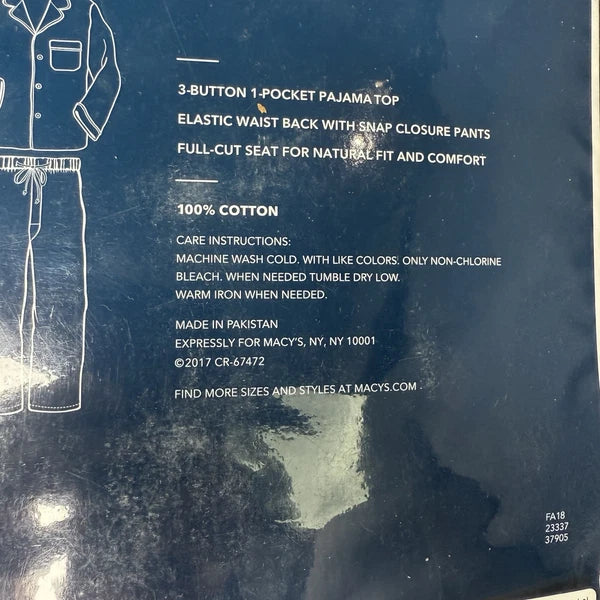 3-BUTTON 1-POCKET PAJAMA TOP
ELASTIC WAIST BACK WITH SNAP CLOSURE PANTS
FULL-CUT SEAT FOR NATURAL FIT AND COMFORT
100% COTTON
CARE INSTRUCTIONS:
MACHINE WASH COLD. WITH LIKE COLORS. ONLY NON-CHLORINE
BLEACH. WHEN NEEDED TUMBLE DRY LOW.
WARM IRON WHEN NEEDED.
MADE IN PAKISTAN
EXPRESSLY FOR MACY'S, NY, NY 10001
©2017 CR-67472
FIND MORE SIZES AND STYLES AT MACYS.COM
FA18
23337
37905